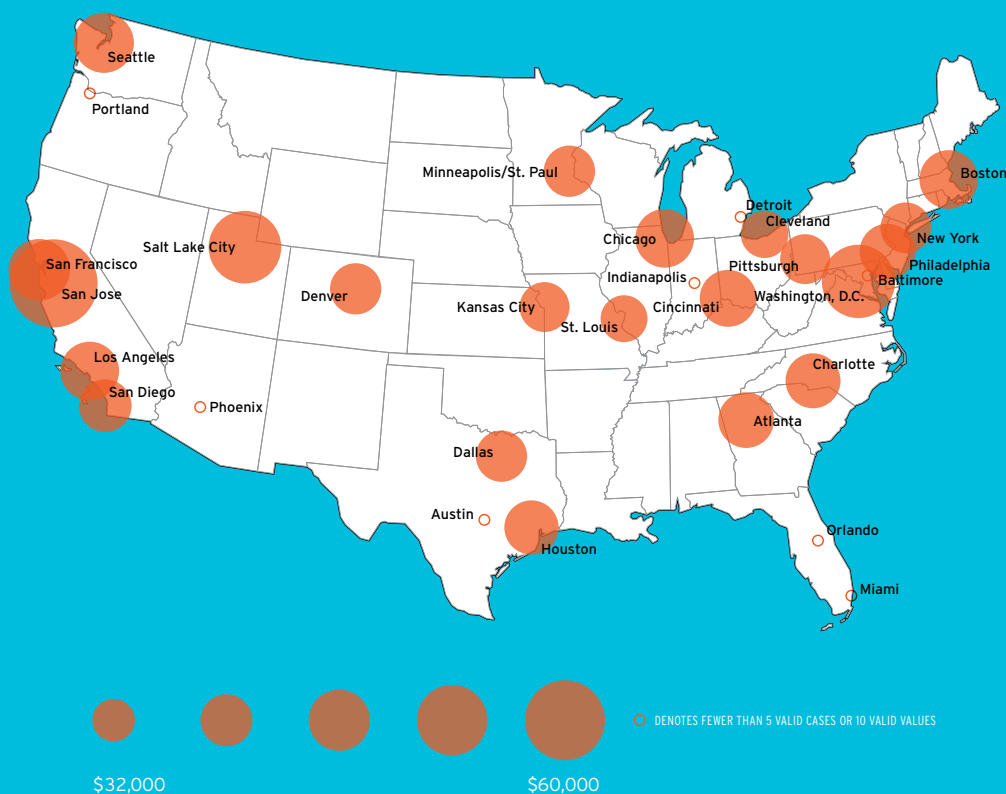 Seattle
Portland
Minneapolis/St. Paul
Boston
Detroit
Cleveland
Chicago
New York
Salt Lake City
San Francisco
Pittsburgh
Philadelphia
Indianapolis
Baltimore
San Jose
Denver
Washington, D.C.
Kansas City
Cincinnati
St. Louis
Los Angeles
Charlotte
San Diego
Phoenix
Atlanta
Dallas
Austin
Orlando
Houston
Miami
DENOTES FEWER THAN 5 VALID CASES OR 10 VALID VALUES
$32,000
$60,000